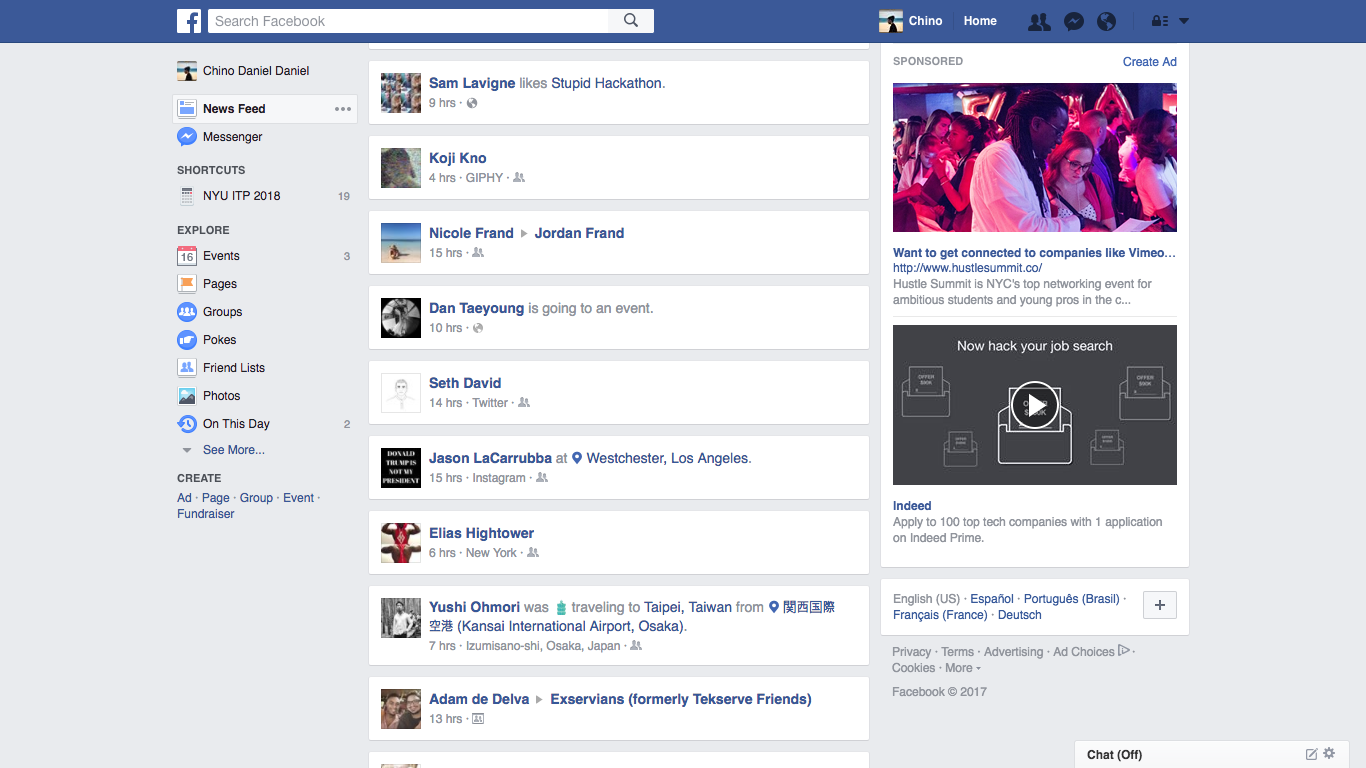 Search Facebook
Chino
Home
Chino Daniel Daniel
News Feed
Messenger
SHORTCUTS
NYU ITP 2018 19
EXPLORE
16 Events 3
Pages
Groups
Pokes
Friend Lists
Photos
On This Day 2
See More...
CREATE
Ad · Page · Group · Event ·
Fundraiser
Sam Lavigne likes Stupid Hackathon.
9 hrs ·
Koji Kno
4 hrs · GIPHY ·
Nicole Frand Jordan Frand
15 hrs ·
Dan Taeyoung is going to an event.
10 hrs ·
Seth David
14 hrs · Twitter ·
DONALD
TRUMP IS
NOT MY
PRESIDENT
Jason LaCarrubba at Westchester, Los Angeles.
15 hrs · Instagram ·
Elias Hightower
6 hrs · New York ·
Yushi Ohmori was traveling to Taipei, Taiwan from 関西国際
空港 (Kansai International Airport, Osaka).
7 hrs · Izumisano-shi, Osaka, Japan ·
Adam de Delva Exservians (formerly Tekserve Friends)
13 hrs ·
SPONSORED Create Ad
Want to get connected to companies like Vimeo...
http://www.hustlesummit.co/
Hustle Summit is NYC's top networking event for
ambitious students and young pros in the c...
Now hack your job search
OFFER
$90K
OFFER
$90K
Indeed
Apply to 100 top tech companies with 1 application
on Indeed Prime.
English (US) · Español · Português (Brasil) ·
Français (France) · Deutsch
Privacy · Terms · Advertising · Ad Choices ·
Cookies · More
Facebook © 2017
Chat (Off)